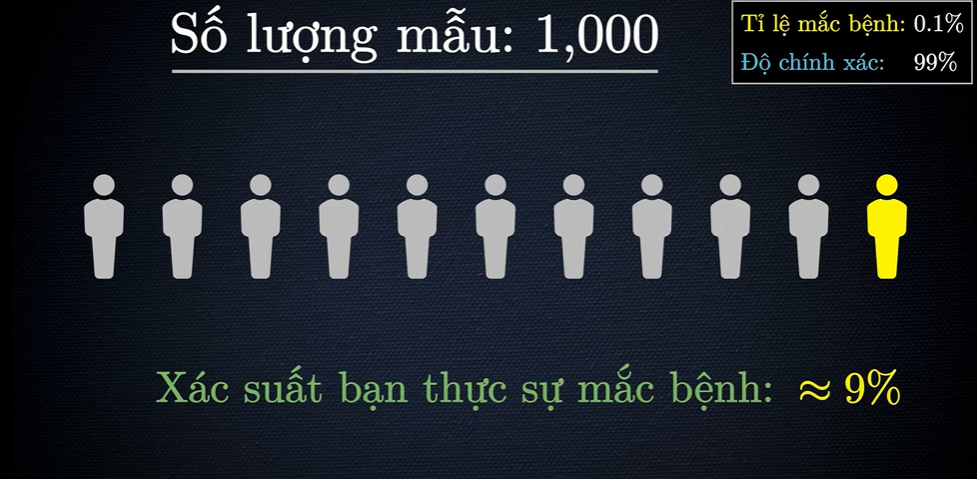 Số lượng mẫu: 1,000
Tỉ lệ mắc bệnh: 0.1%
Độ chính xác: 99%
Xác suất bạn thực sự mắc bệnh: ≈ 9%